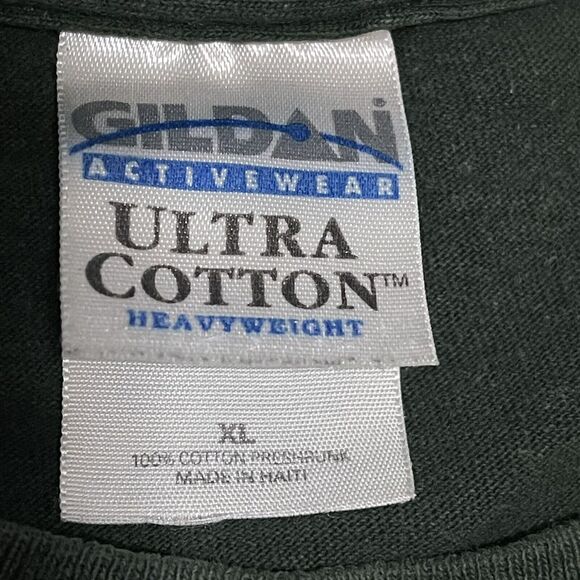 GILDAN
ACTIVEWEAR
ULTRA
COTTON™
HEAVYWEIGHT
XL
100% COTTON PRESHRUNK
MADE IN HAITI